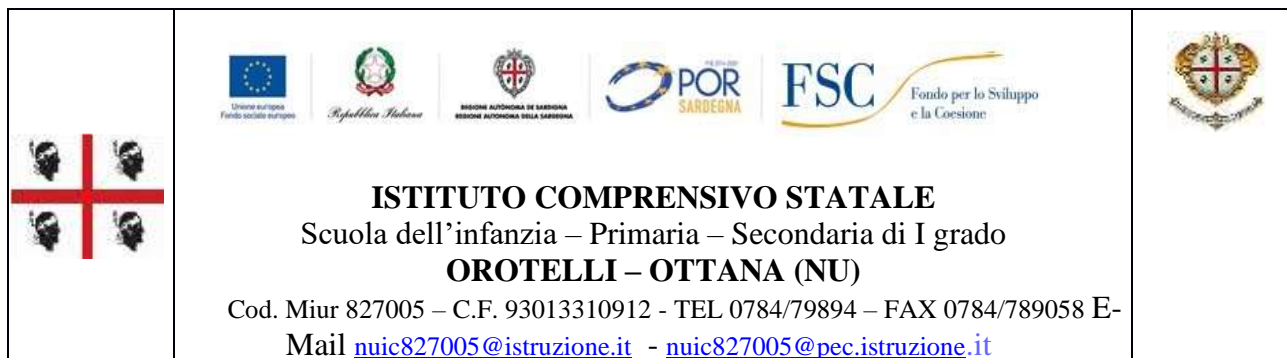 Unione europea
Fondo sociale europeo
Repubblica Italiana
REGIONE AUTÒNOMA DE SARDIGNA
REGIONE AUTONOMA DELLA SARDEGNA
POR
SARDEGNA
FSC
Fondo per lo Sviluppo
e la Coesione
ISTITUTO COMPRENSIVO STATALE
Scuola dell’infanzia – Primaria – Secondaria di I grado
OROTELLI – OTTANA (NU)
Cod. Miur 827005 – C.F. 93013310912 - TEL 0784/79894 – FAX 0784/789058 E-
Mail nuic827005@istruzione.it - nuic827005@pec.istruzione.it